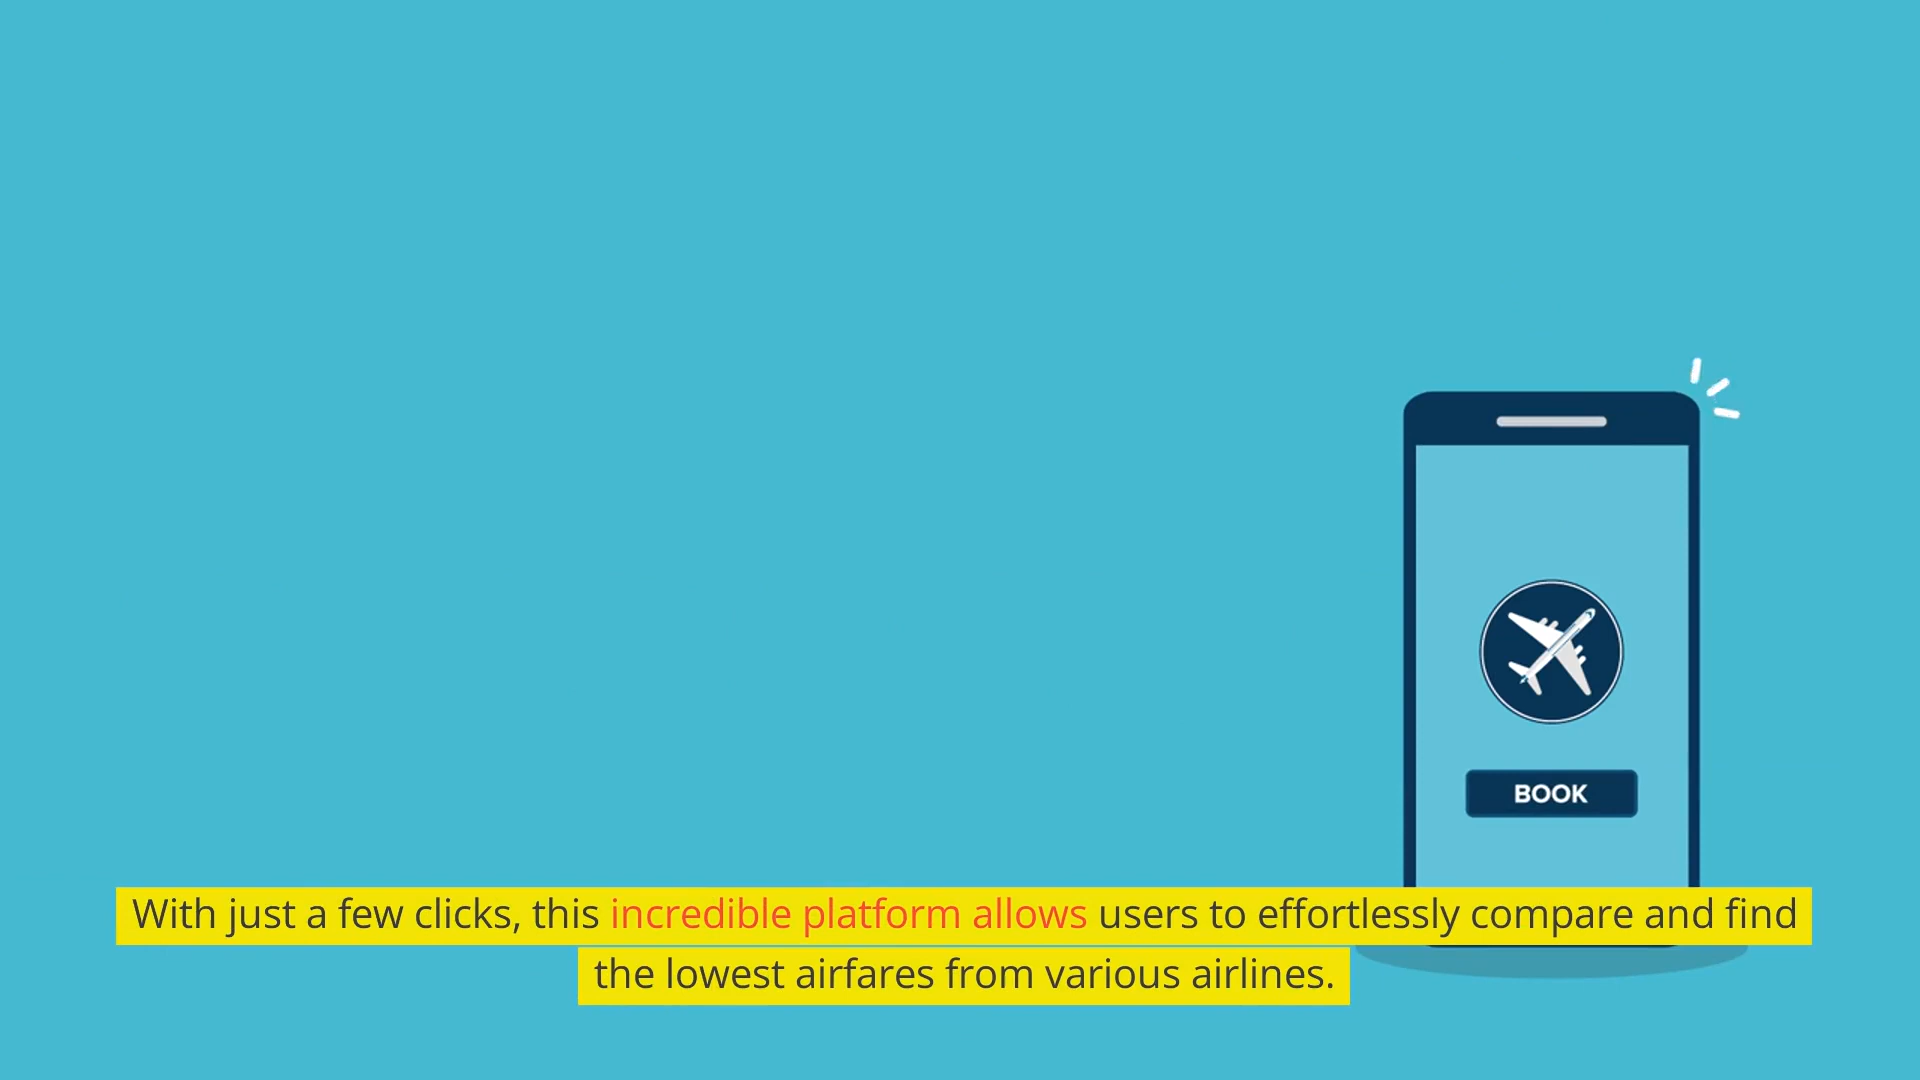 BOOK
With just a few clicks, this incredible platform allows users to effortlessly compare and find
the lowest airfares from various airlines.